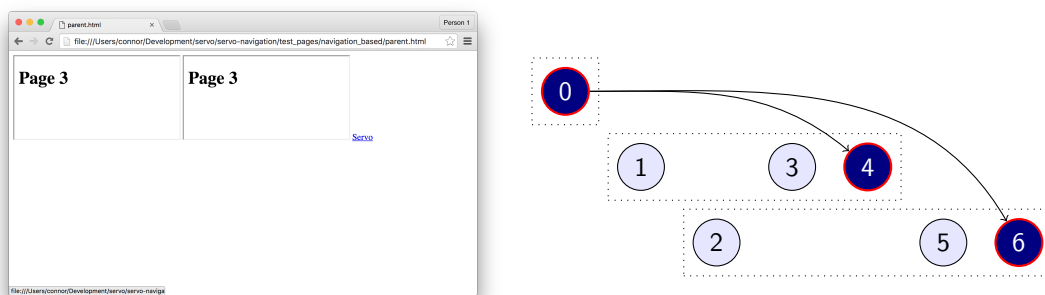 parent.html
Person 1
file:///Users/connor/Development/servo/servo-navigation/test_pages/navigation_based/parent.html
Page 3
Page 3
Servo
file:///Users/connor/Development/servo/servo-naviga
0
1
3
4
2
5
6